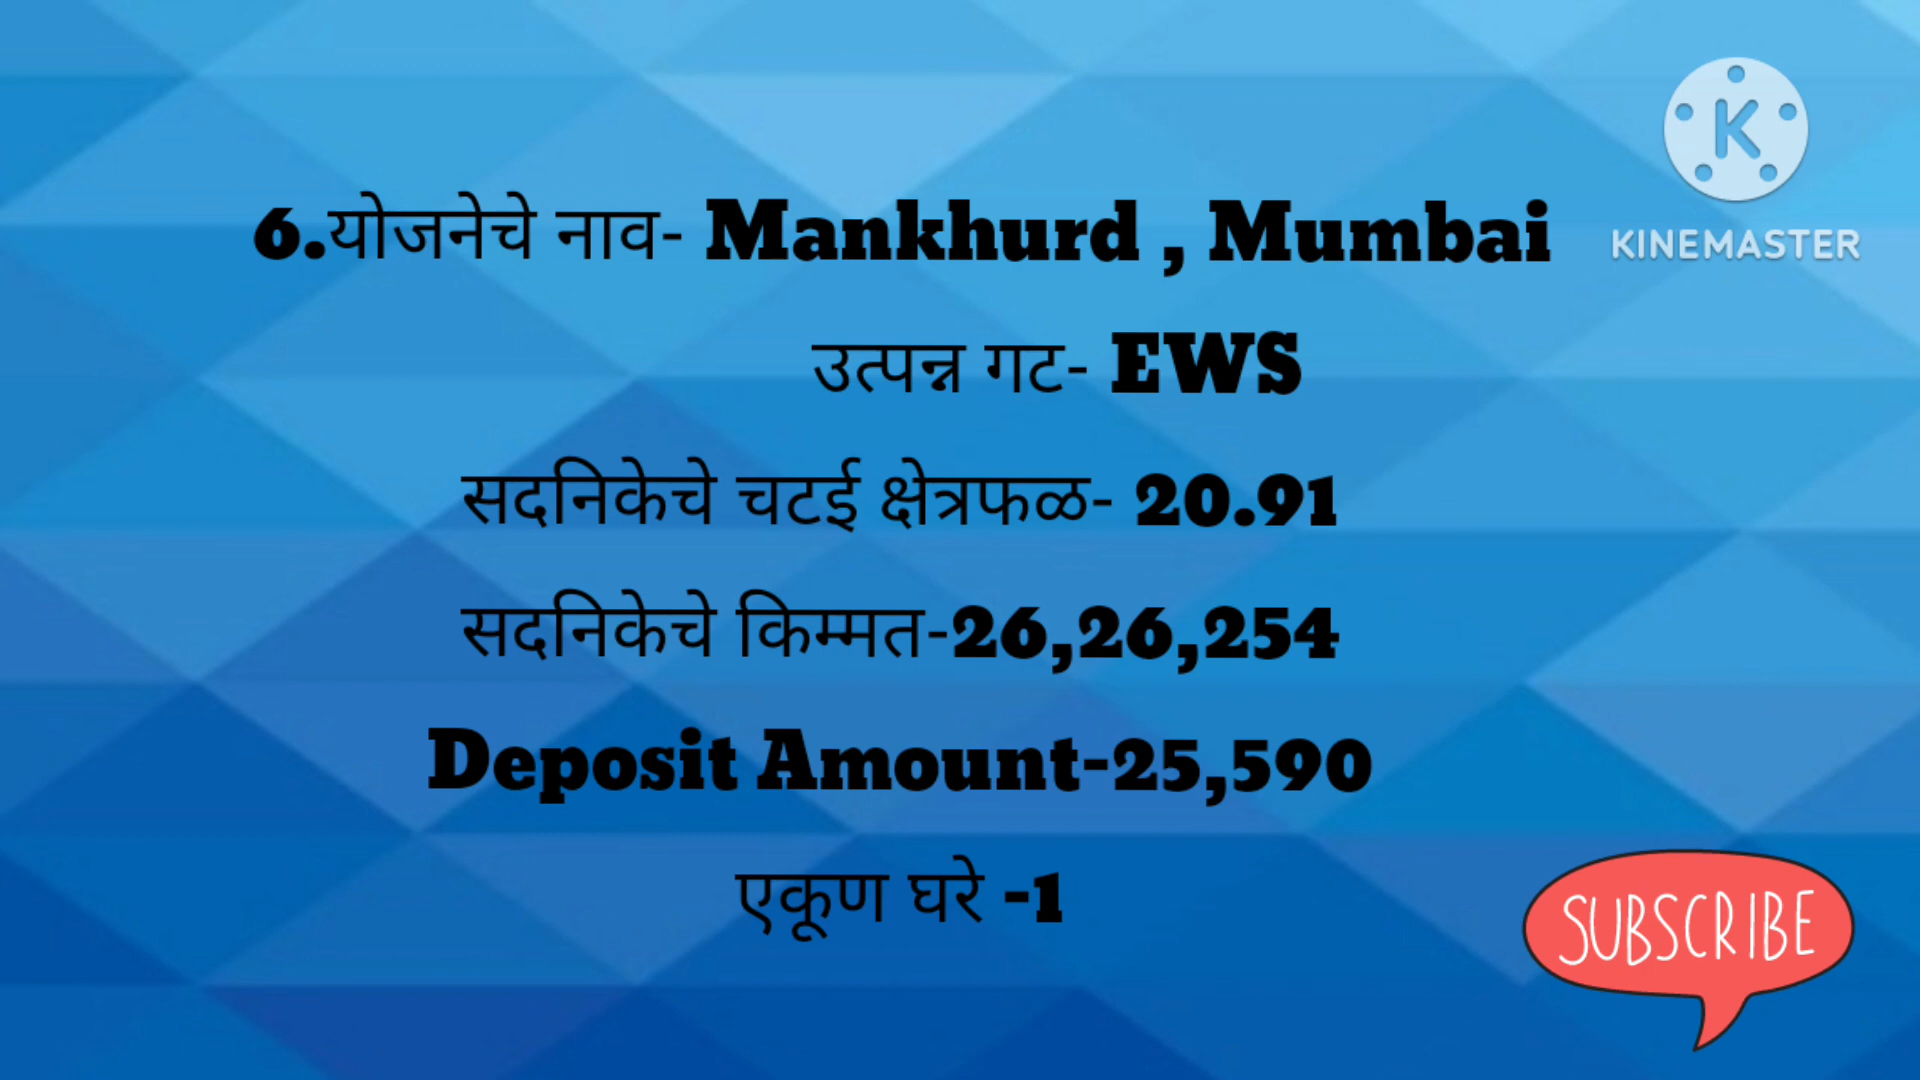 6.योजनेचे नाव- Mankhurd , Mumbai
KINEMASTER
उत्पन्न गट- EWS
सदनिकेचे चटई क्षेत्रफळ- 20.91
सदनिकेचे किम्मत-26,26,254
Deposit Amount-25,590
एकूण घरे -1
SUBSCRIBE